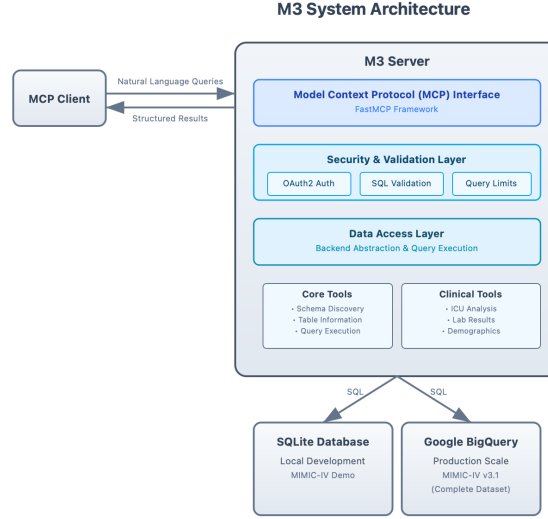 M3 System Architecture
M3 Server
MCP Client
Natural Language Queries
Structured Results
Model Context Protocol (MCP) Interface
FastMCP Framework
Security & Validation Layer
OAuth2 Auth
SQL Validation
Query Limits
Data Access Layer
Backend Abstraction & Query Execution
Core Tools
• Schema Discovery
• Table Information
• Query Execution
Clinical Tools
• ICU Analysis
• Lab Results
• Demographics
SQL
SQL
SQLite Database
Local Development
MIMIC-IV Demo
Google BigQuery
Production Scale
MIMIC-IV v3.1
(Complete Dataset)